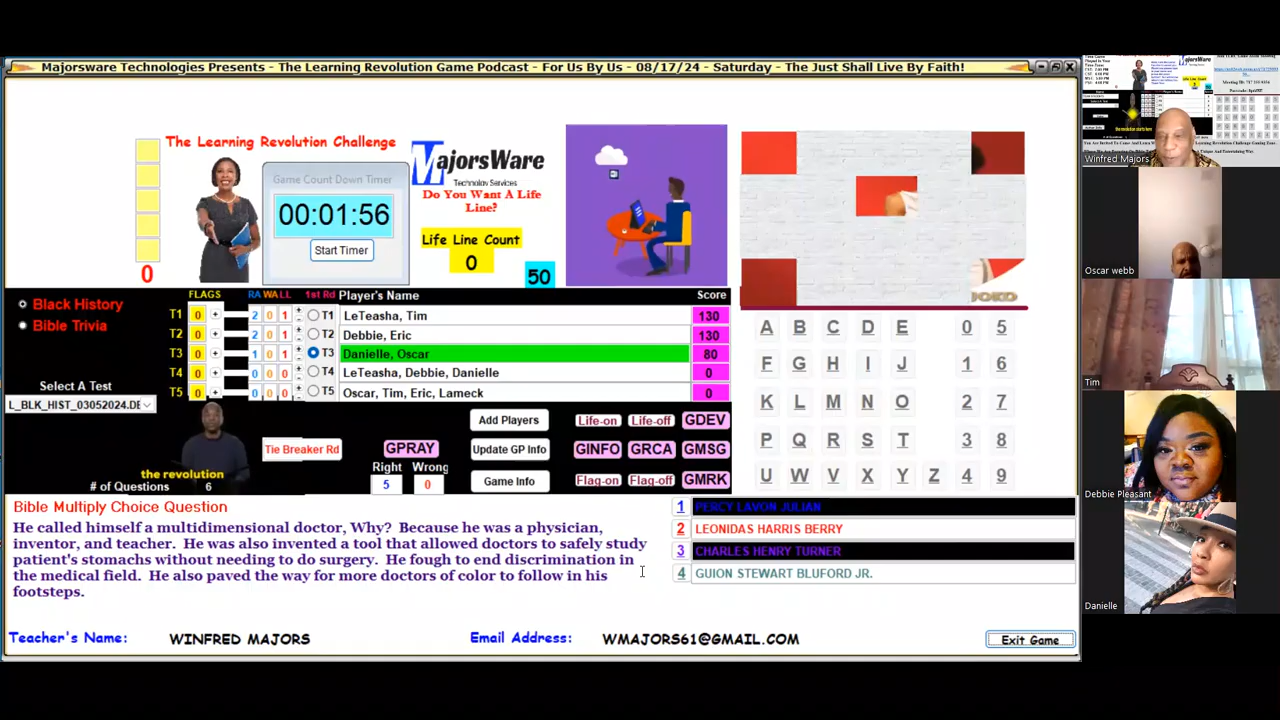 Majorsware Technologies Presents - The Learning Revolution Game Podcast - For Us By Us - 08/17/24 - Saturday - The Just Shall Live By Faith!
The Learning Revolution Challenge
Game Count Down Timer
00:01:56
Start Timer
0
MajorsWare
Technology Services
Do You Want A Life
Line?
Life Line Count
0
50
FLAGS RA WA LL 1st Rd Player's Name Score
Black History
Bible Trivia
T1 0 + 2 0 1 T1 LeTeasha, Tim 130
T2 0 + 2 0 1 T2 Debbie, Eric 130
T3 0 + 1 0 1 T3 Danielle, Oscar 80
T4 0 + 0 0 0 T4 LeTeasha, Debbie, Danielle 0
T5 0 + 0 0 0 T5 Oscar, Tim, Eric, Lameck 0
Select A Test
L_BLK_HIST_03052024.DE
the revolution
# of Questions 6
Tie Breaker Rd
GPRAY
Right Wrong
5 0
Add Players
Update GP Info
Game Info
Life-on Life-off GDEV
GINFO GRCA GMSG
Flag-on Flag-off GMRK
A B C D E 0 5
F G H I J 1 6
K L M N O 2 7
P Q R S T 3 8
U W V X Y Z 4 9
Bible Multiply Choice Question
He called himself a multidimensional doctor, Why? Because he was a physician,
inventor, and teacher. He was also invented a tool that allowed doctors to safely study
patient's stomachs without needing to do surgery. He fough to end discrimination in
the medical field. He also paved the way for more doctors of color to follow in his
footsteps.
1 PERCY LAVON JULIAN
2 LEONIDAS HARRIS BERRY
3 CHARLES HENRY TURNER
4 GUION STEWART BLUFORD JR.
Teacher's Name: WINFRED MAJORS Email Address: WMAJORS61@GMAIL.COM
Exit Game
Winfred Majors
Oscar webb
Tim
Debbie Pleasant
Danielle